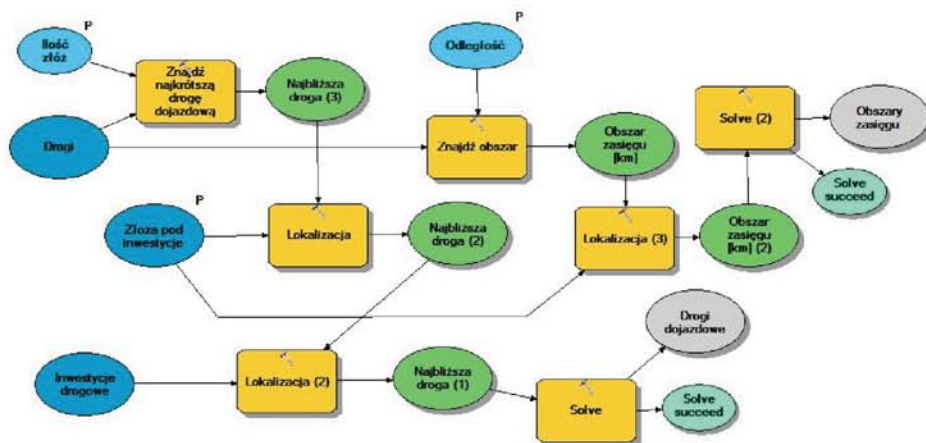 P
Ilość
złóż
Znajdź
najkrótszą
drogę
dojazdową
Najbliższa
droga (3)
P
Odległość
Drogi
Znajdź obszar
Obszar
zasięgu
[km]
Solve (2)
Obszary
zasięgu
Solve
succeed
P
Złoża pod
inwestycje
Lokalizacja
Najbliższa
droga (2)
Lokalizacja (3)
Obszar
zasięgu
[km] (2)
Inwestycje
drogowe
Lokalizacja (2)
Najbliższa
droga (1)
Solve
Drogi
dojazdowe
Solve
succeed